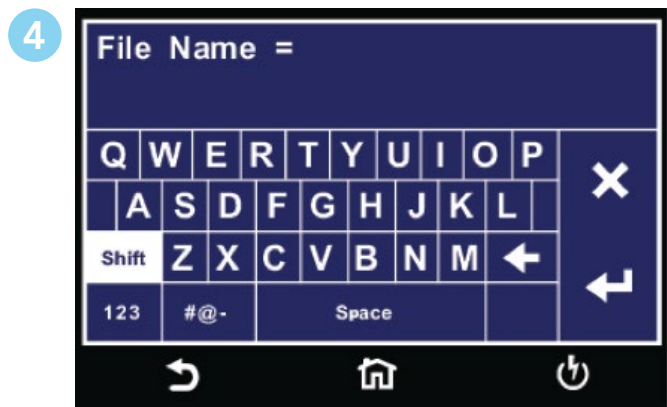 4
File Name =
Q W E R T Y U I O P
A S D F G H J K L
Shift Z X C V B N M
123 #@- Space